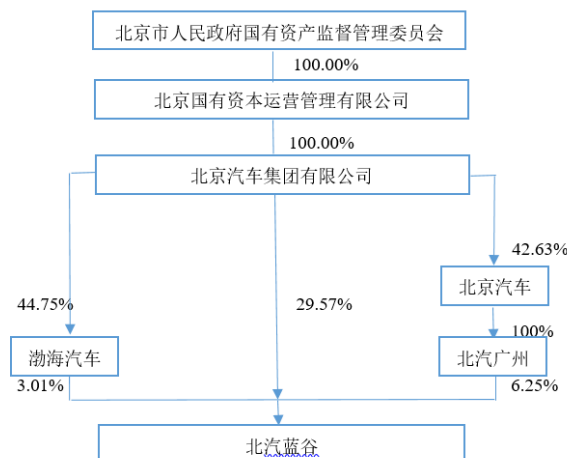 北京市人民政府国有资产监督管理委员会
100.00%
北京国有资本运营管理有限公司
100.00%
北京汽车集团有限公司
42.63%
北京汽车
44.75%
29.57%
100%
渤海汽车
北汽广州
3.01%
6.25%
北汽蓝谷